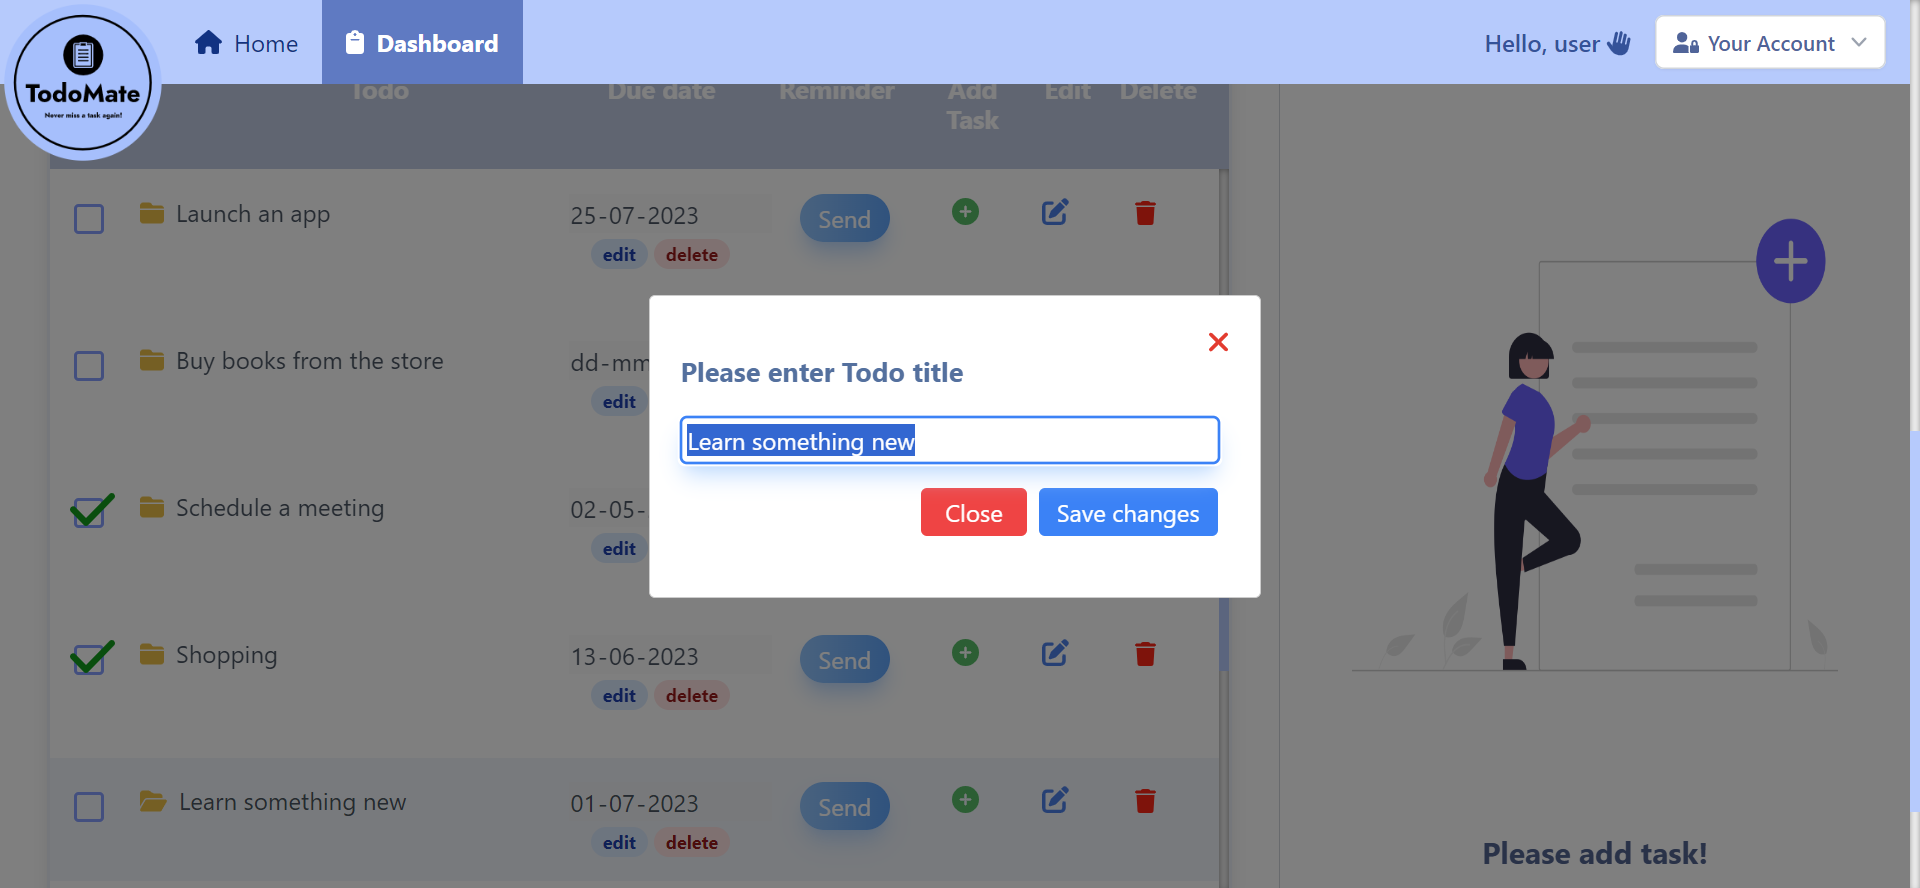 Home
Dashboard
Hello, user
Your Account
TodoMate
Never miss a task again!
Todo
Due date
Reminder
Add Task
Edit
Delete
Launch an app
25-07-2023
edit
delete
Send
Buy books from the store
dd-mm
edit
Please enter Todo title
Learn something new
Close
Save changes
Schedule a meeting
02-05-
edit
Shopping
13-06-2023
edit
delete
Send
Learn something new
01-07-2023
edit
delete
Send
Please add task!